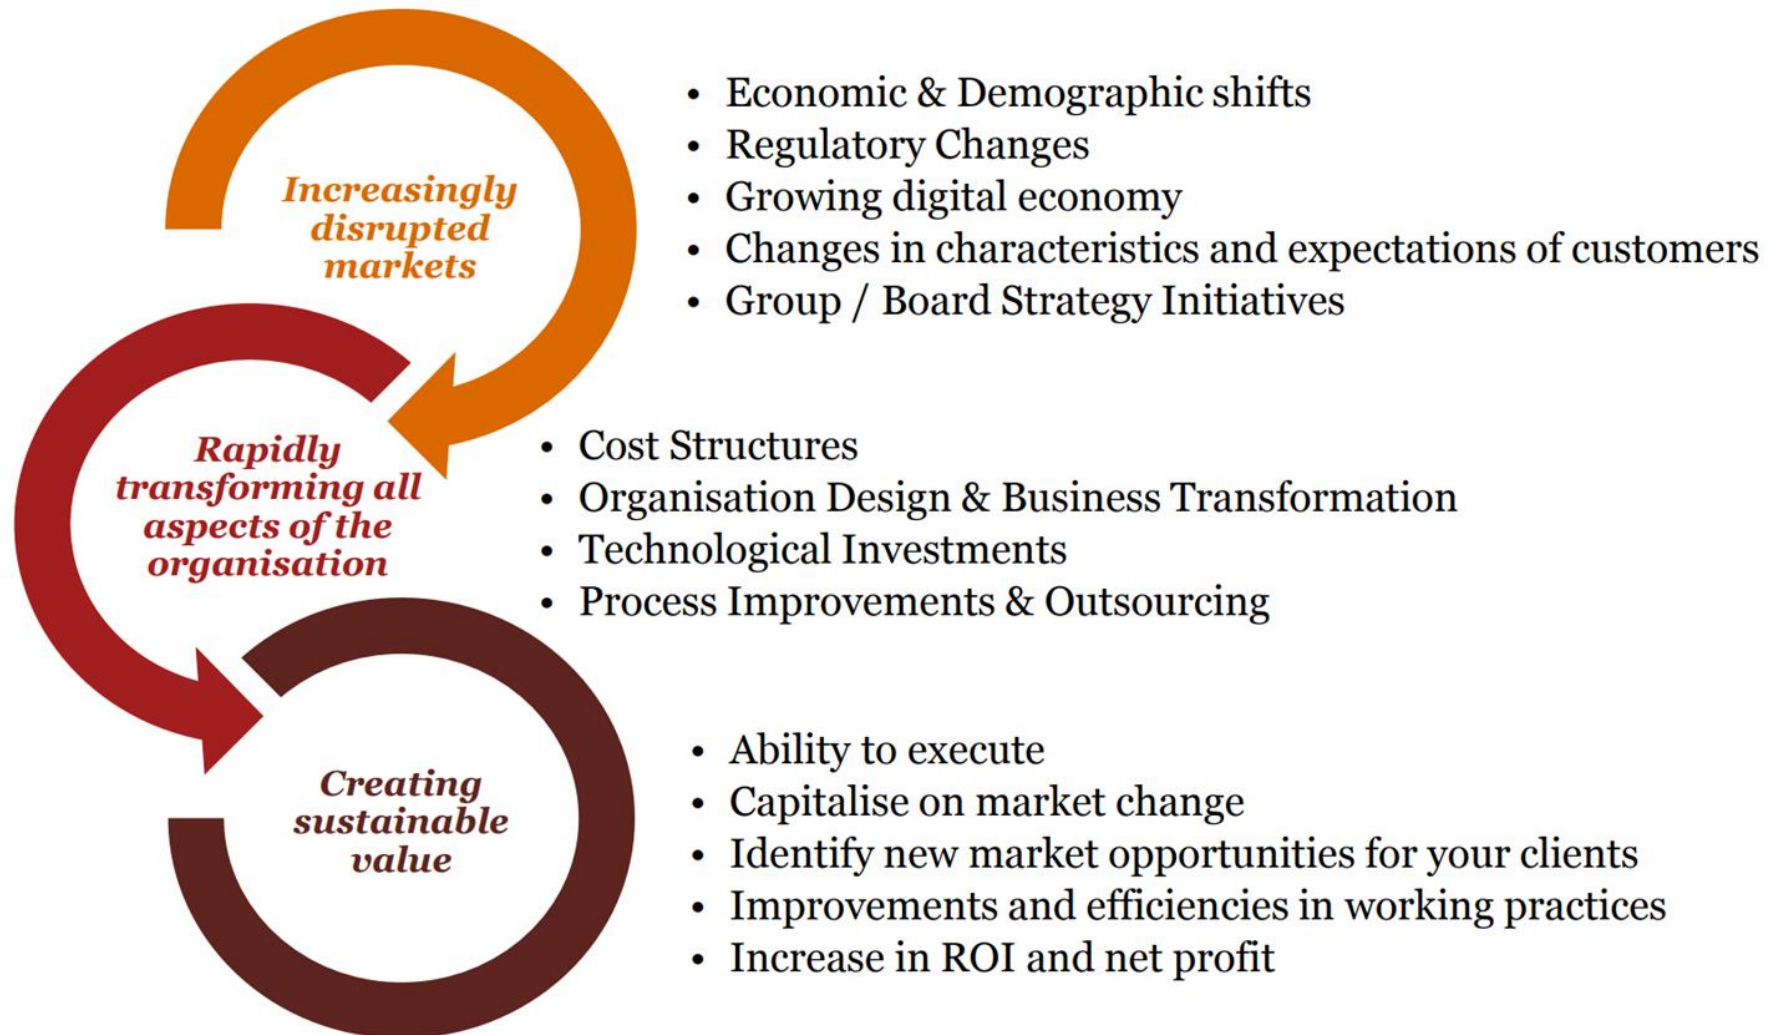 Increasingly
disrupted
markets
• Economic & Demographic shifts
• Regulatory Changes
• Growing digital economy
• Changes in characteristics and expectations of customers
• Group / Board Strategy Initiatives
Rapidly
transforming all
aspects of the
organisation
• Cost Structures
• Organisation Design & Business Transformation
• Technological Investments
• Process Improvements & Outsourcing
Creating
sustainable
value
• Ability to execute
• Capitalise on market change
• Identify new market opportunities for your clients
• Improvements and efficiencies in working practices
• Increase in ROI and net profit